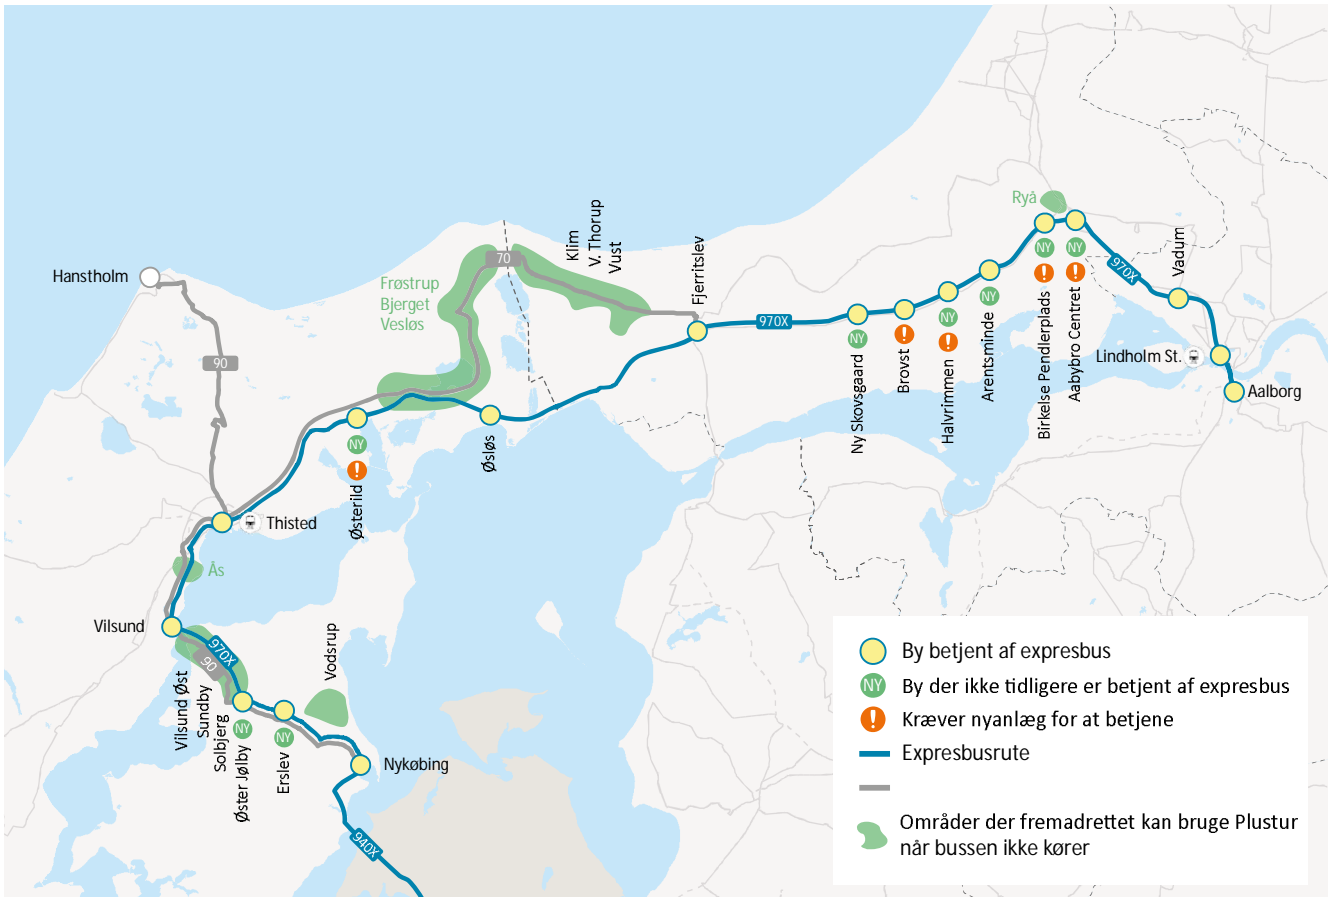 Hanstholm
90
Frøstrup
Bjerget
Vesløs
70
Klim
V. Thorup
Vust
Fjerritslev
970X
Ny Skovsgaard
NY
Brovst
!
Halvrimmen
NY
!
Arentsminde
NY
Ryå
Birkelse Pendlerplads
NY
!
Aabybro Centret
NY
!
970X
Vadum
Lindholm St.
Aalborg
Østerild
NY
!
Øsløs
Thisted
Ås
Vilsund
970X
90
Vilsund Øst
Sundby
Solbjerg
Øster Jølby
NY
Erslev
NY
Vodsrup
Nykøbing
940X
By betjent af expresbus
NY By der ikke tidligere er betjent af expresbus
! Kræver nyanlæg for at betjene
Expresbusrute
Områder der fremadrettet kan bruge Plustur
når bussen ikke kører